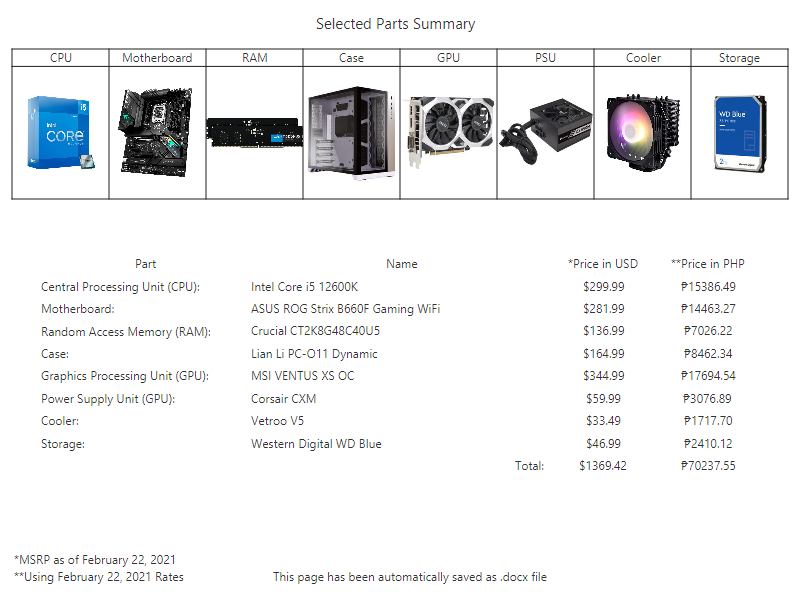 Selected Parts Summary
CPU Motherboard RAM Case GPU PSU Cooler Storage
intel
CORE
i5
WD Blue
2
Part Name *Price in USD **Price in PHP
Central Processing Unit (CPU): Intel Core i5 12600K $299.99 ₱15386.49
Motherboard: ASUS ROG Strix B660F Gaming WiFi $281.99 ₱14463.27
Random Access Memory (RAM): Crucial CT2K8G48C40U5 $136.99 ₱7026.22
Case: Lian Li PC-O11 Dynamic $164.99 ₱8462.34
Graphics Processing Unit (GPU): MSI VENTUS XS OC $344.99 ₱17694.54
Power Supply Unit (GPU): Corsair CXM $59.99 ₱3076.89
Cooler: Vetroo V5 $33.49 ₱1717.70
Storage: Western Digital WD Blue $46.99 ₱2410.12
Total: $1369.42 ₱70237.55
*MSRP as of February 22, 2021
**Using February 22, 2021 Rates This page has been automatically saved as .docx file